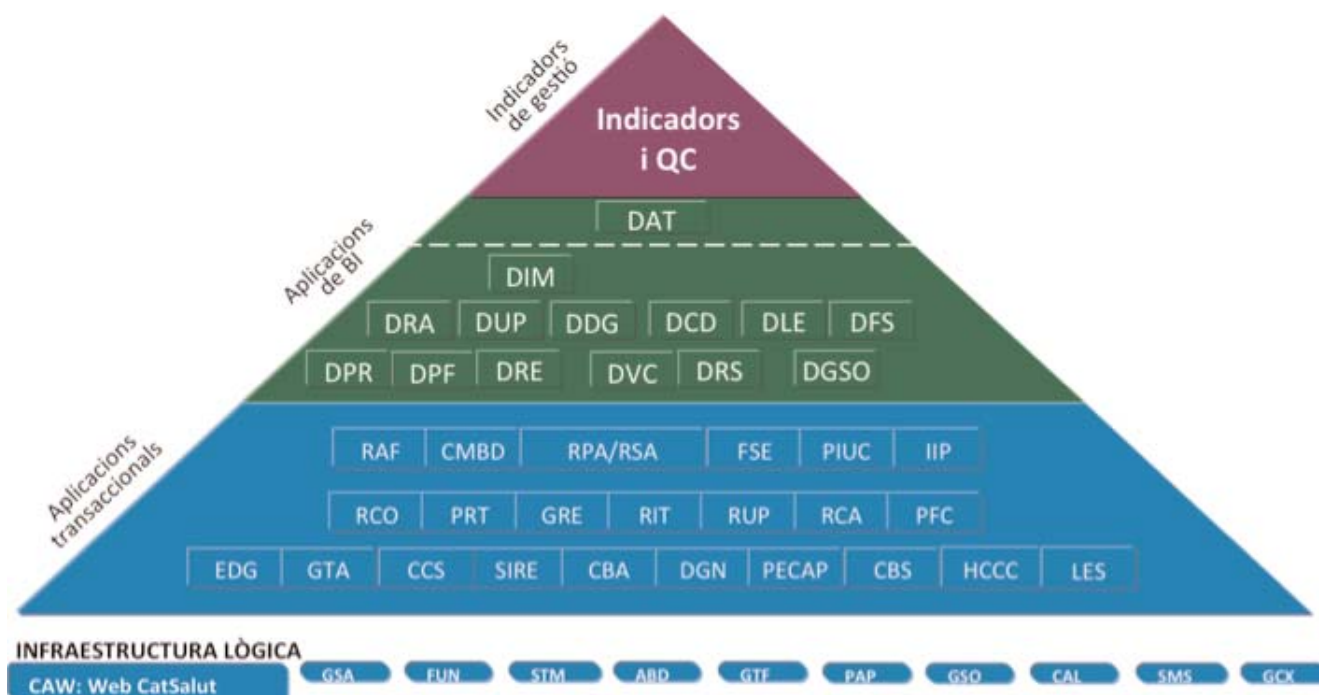 Indicadors
de gestió
Indicadors
i QC
Aplicacions
de BI
DAT
DIM
DRA DUP DDG DCD DLE DFS
DPR DPF DRE DVC DRS DGSO
Aplicacions
transaccionals
RAF CMBD RPA/RSA FSE PIUC IIP
RCO PRT GRE RIT RUP RCA PFC
EDG GTA CCS SIRE CBA DGN PECAP CBS HCCC LES
INFRAESTRUCTURA LÒGICA
CAW: Web CatSalut GSA FUN STM ABD GTF PAP GSO CAL SMS GCX